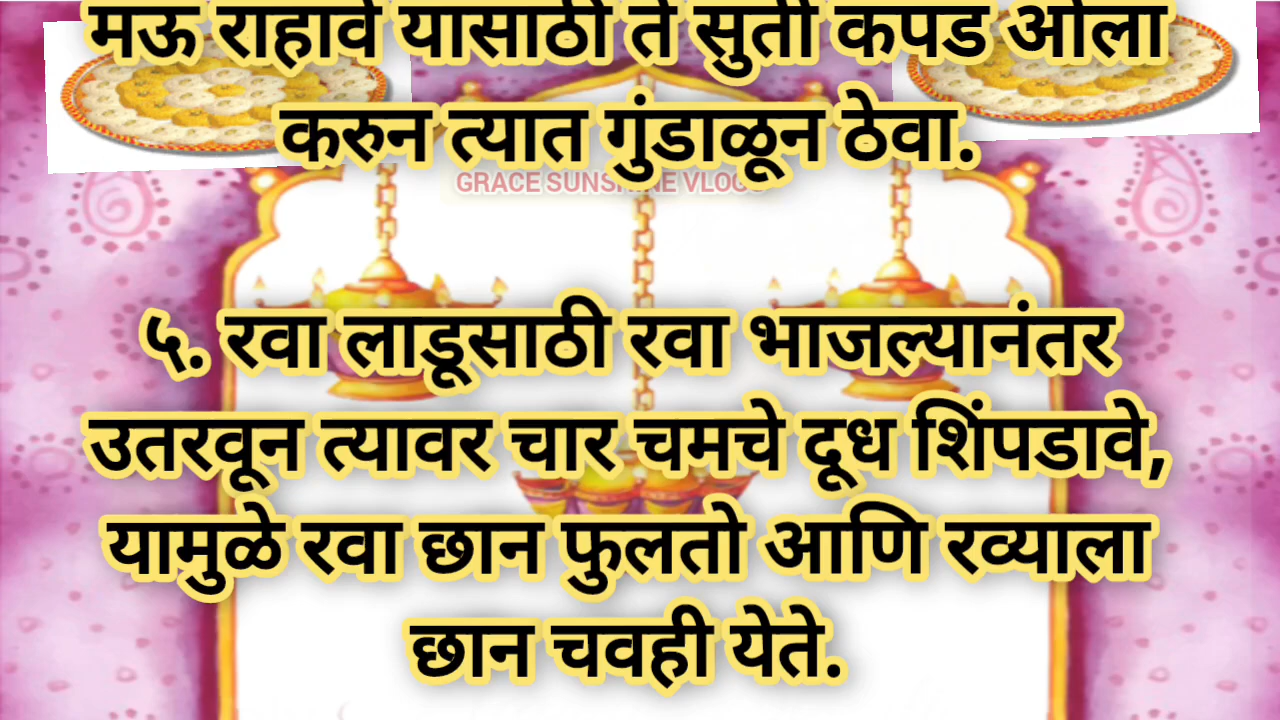 मऊ राहावे यासाठी ते सुती कपड ओला
करुन त्यात गुंडाळून ठेवा.
GRACE SUNSHINE VLOGS
५. रवा लाडूसाठी रवा भाजल्यानंतर
उतरवून त्यावर चार चमचे दूध शिंपडावे,
यामुळे रवा छान फुलतो आणि रव्याला
छान चवही येते.